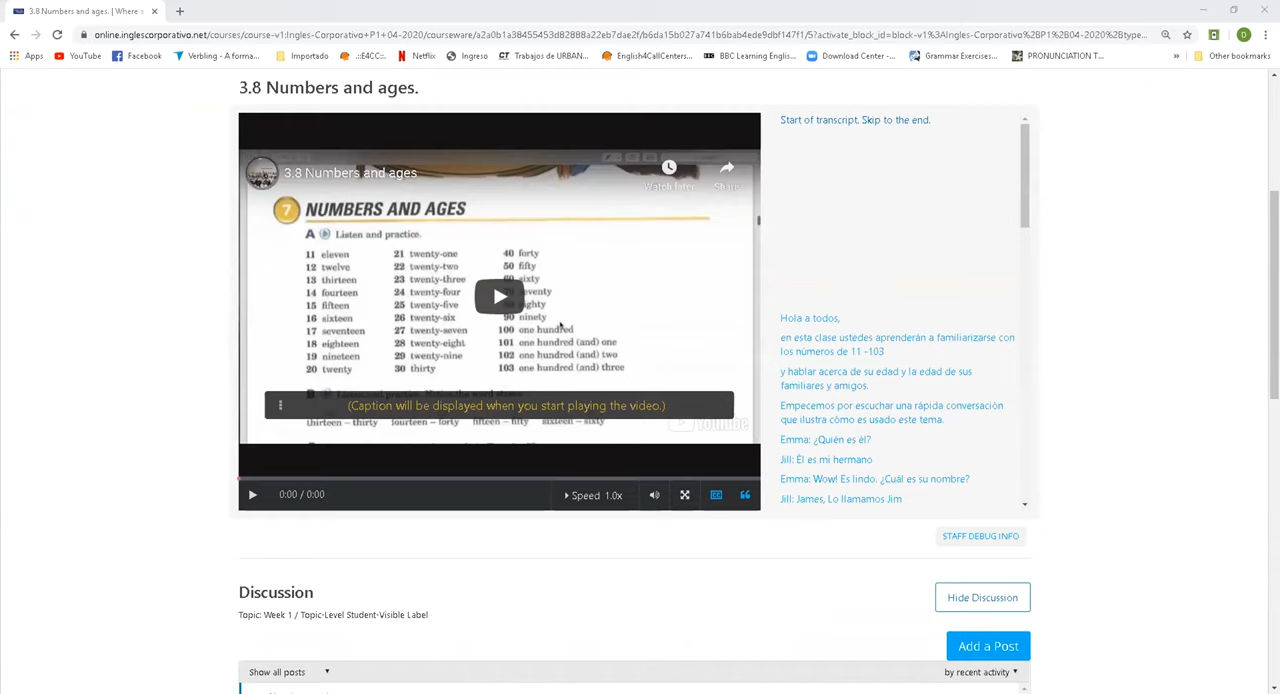 3.8 Numbers and ages. | Where
online.inglescorporativo.net/courses/course-v1:Ingles-Corporativo+P1+04-2020/courseware/a2a0b1a38455453d82888a22eb7dae2f/b6da15b027a741b6bab4ede9dbf147f1/5?activate_block_id=block-v1%3AIngles-Corporativo%2BP1%2B04-2020%2Btype...
Apps YouTube Facebook Verbling - A forma... Importado .::E4CC::. Netflix Ingreso Trabajos de URBAN... English4CallCenters... BBC Learning Englis... Download Center -... Grammar Exercises... PRONUNCIATION T... » Other bookmarks
3.8 Numbers and ages.
3.8 Numbers and ages
Watch later Share
7 NUMBERS AND AGES
A Listen and practice.
11 eleven 21 twenty-one 40 forty
12 twelve 22 twenty-two 50 fifty
13 thirteen 23 twenty-three 60 sixty
14 fourteen 24 twenty-four
15 fifteen 25 twenty-five
16 sixteen 26 twenty-six 90 ninety
17 seventeen 27 twenty-seven 100 one hundred
18 eighteen 28 twenty-eight 101 one hundred (and) one
19 nineteen 29 twenty-nine 102 one hundred (and) two
20 twenty 30 thirty 103 one hundred (and) three
(Caption will be displayed when you start playing the video.)
thirteen – thirty fourteen – forty fifteen – fifty sixteen – sixty
YouTube
0:00 / 0:00 Speed 1.0x
Start of transcript. Skip to the end.
Hola a todos,
en esta clase ustedes aprenderán a familiarizarse con
los números de 11 -103
y hablar acerca de su edad y la edad de sus
familiares y amigos.
Empecemos por escuchar una rápida conversación
que ilustra cómo es usado este tema.
Emma: ¿Quién es él?
Jill: Él es mi hermano
Emma: Wow! Es lindo. ¿Cuál es su nombre?
Jill: James, Lo llamamos Jim
STAFF DEBUG INFO
Discussion
Hide Discussion
Topic: Week 1 / Topic-Level Student-Visible Label
Add a Post
Show all posts by recent activity